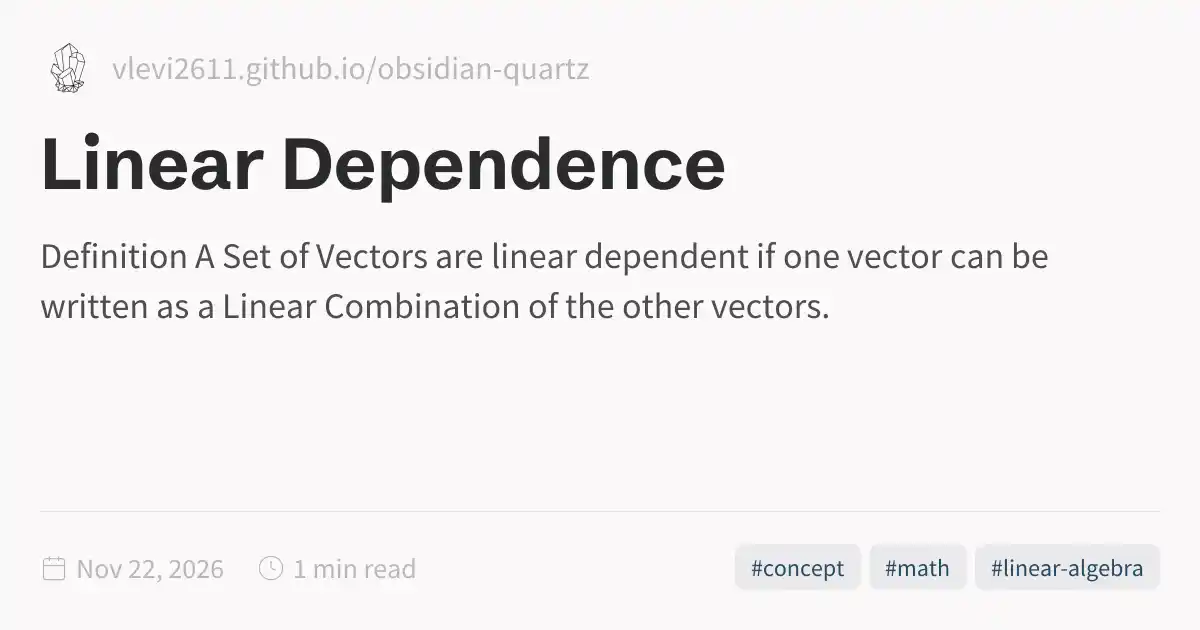 vlevi2611.github.io/obsidian-quartz
Linear Dependence
Definition A Set of Vectors are linear dependent if one vector can be
written as a Linear Combination of the other vectors.
Nov 22, 2026 1 min read #concept #math #linear-algebra